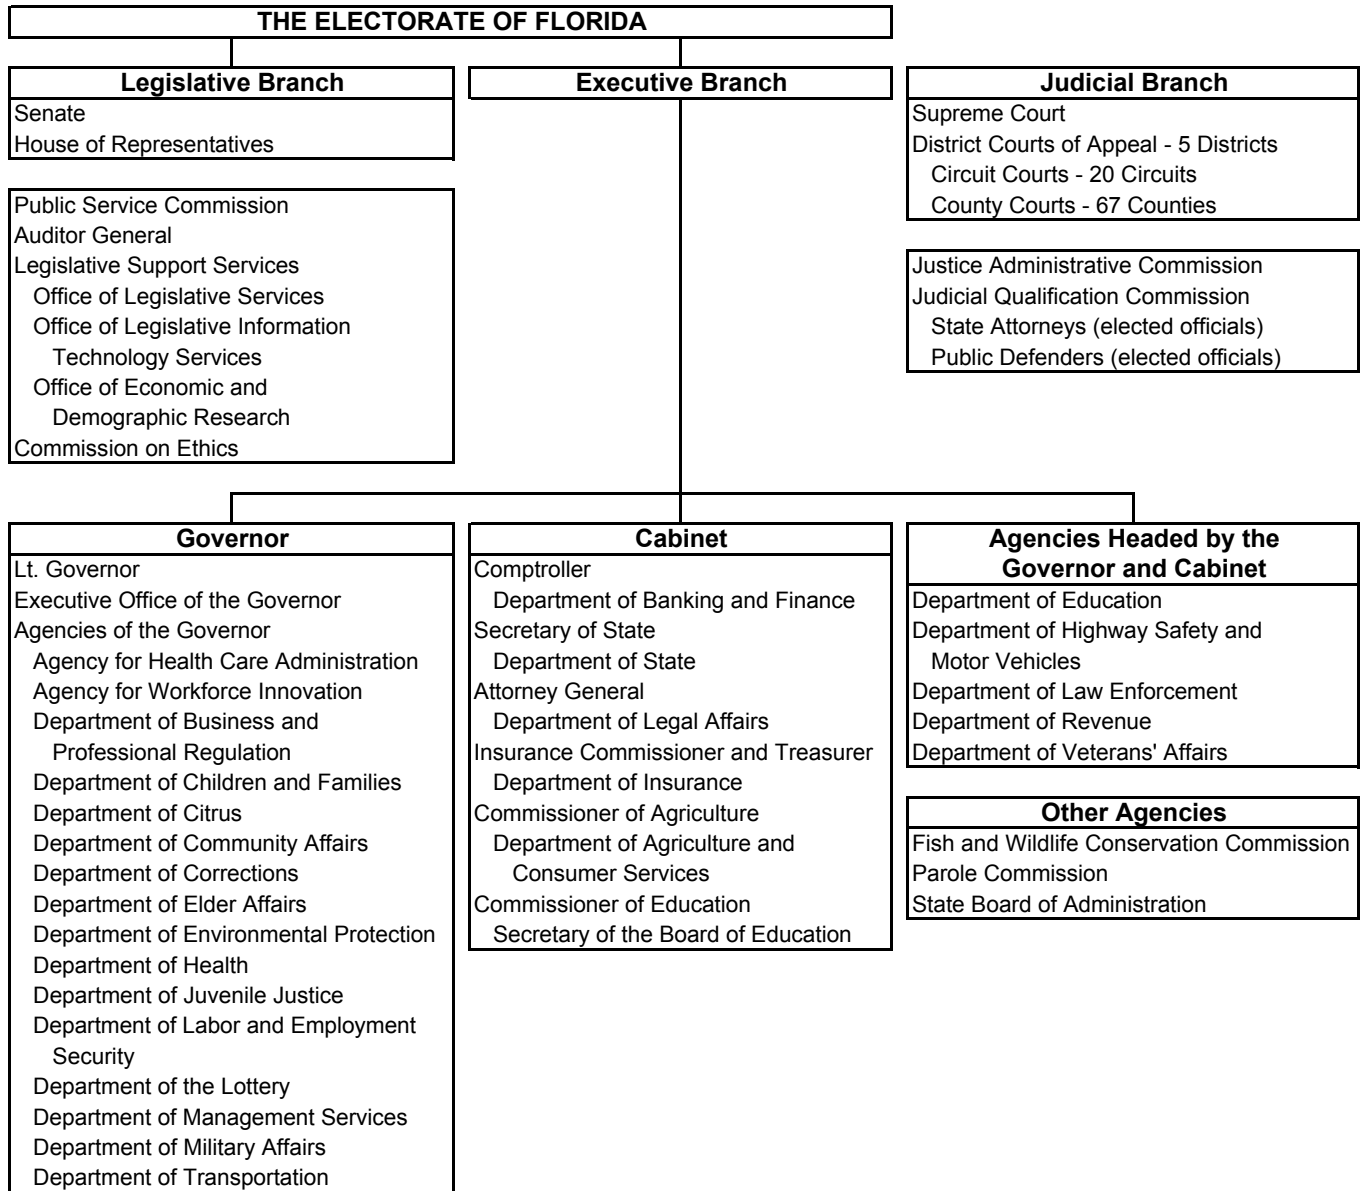 THE ELECTORATE OF FLORIDA
Legislative Branch
Senate
House of Representatives
Public Service Commission
Auditor General
Legislative Support Services
Office of Legislative Services
Office of Legislative Information
Technology Services
Office of Economic and
Demographic Research
Commission on Ethics
Executive Branch
Judicial Branch
Supreme Court
District Courts of Appeal - 5 Districts
Circuit Courts - 20 Circuits
County Courts - 67 Counties
Justice Administrative Commission
Judicial Qualification Commission
State Attorneys (elected officials)
Public Defenders (elected officials)
Governor
Lt. Governor
Executive Office of the Governor
Agencies of the Governor
Agency for Health Care Administration
Agency for Workforce Innovation
Department of Business and
Professional Regulation
Department of Children and Families
Department of Citrus
Department of Community Affairs
Department of Corrections
Department of Elder Affairs
Department of Environmental Protection
Department of Health
Department of Juvenile Justice
Department of Labor and Employment
Security
Department of the Lottery
Department of Management Services
Department of Military Affairs
Department of Transportation
Cabinet
Comptroller
Department of Banking and Finance
Secretary of State
Department of State
Attorney General
Department of Legal Affairs
Insurance Commissioner and Treasurer
Department of Insurance
Commissioner of Agriculture
Department of Agriculture and
Consumer Services
Commissioner of Education
Secretary of the Board of Education
Agencies Headed by the
Governor and Cabinet
Department of Education
Department of Highway Safety and
Motor Vehicles
Department of Law Enforcement
Department of Revenue
Department of Veterans' Affairs
Other Agencies
Fish and Wildlife Conservation Commission
Parole Commission
State Board of Administration